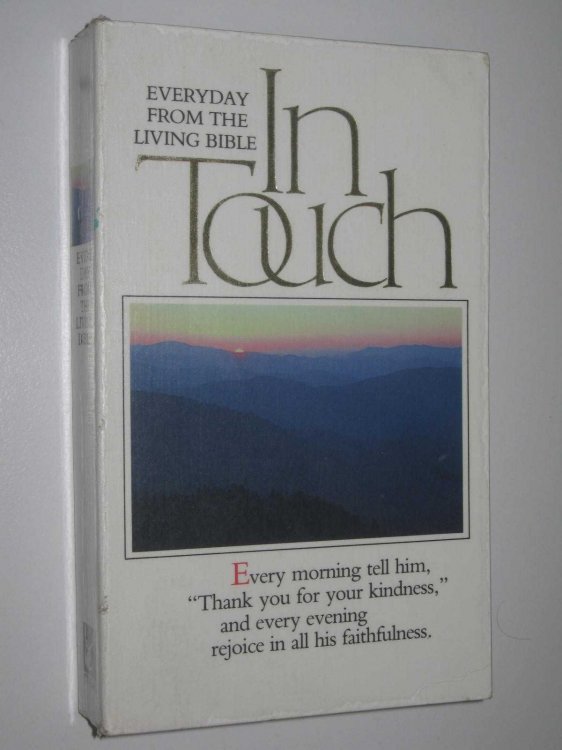 EVERYDAY
FROM THE
LIVING BIBLE
In
Touch
Every morning tell him,
“Thank you for your kindness,”
and every evening
rejoice in all his faithfulness.